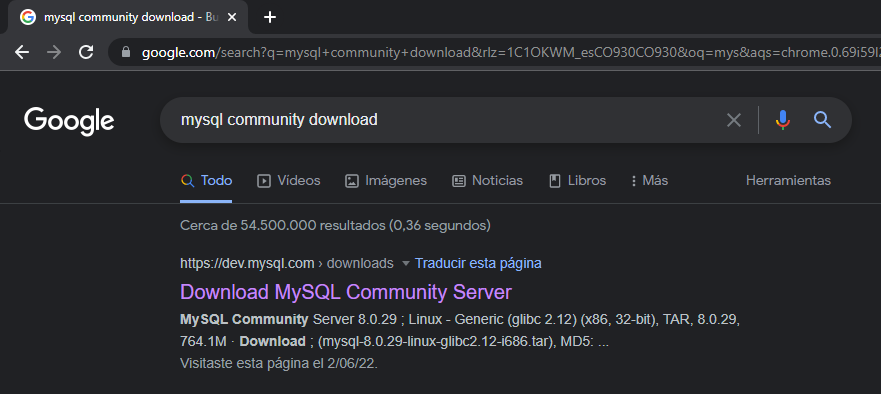 mysql community download - Bu
google.com/search?q=mysql+community+download&rlz=1C1OKWM_esCO930CO930&oq=mys&aqs=chrome.0.69i59l2
Google
mysql community download
Todo Vídeos Imágenes Noticias Libros Más Herramientas
Cerca de 54.500.000 resultados (0,36 segundos)
https://dev.mysql.com › downloads Traducir esta página
Download MySQL Community Server
MySQL Community Server 8.0.29 ; Linux - Generic (glibc 2.12) (x86, 32-bit), TAR, 8.0.29,
764.1M · Download ; (mysql-8.0.29-linux-glibc2.12-i686.tar), MD5: ...
Visitaste esta página el 2/06/22.